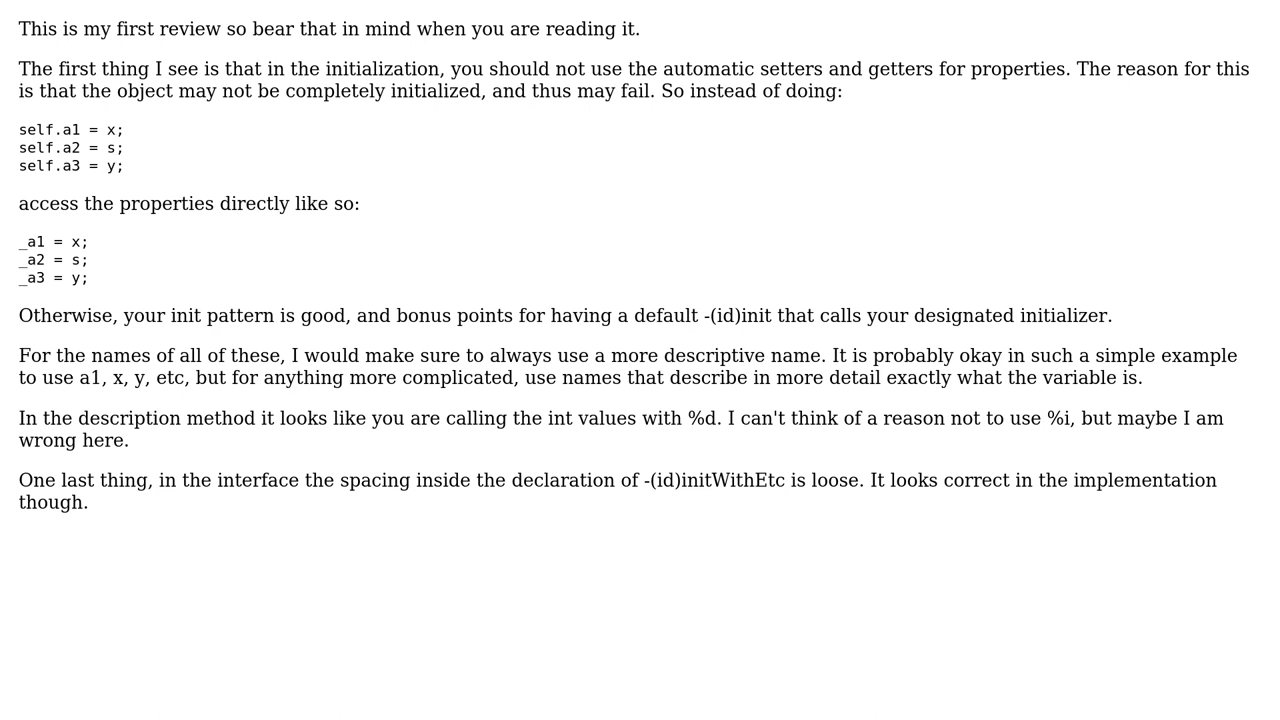 This is my first review so bear that in mind when you are reading it.
The first thing I see is that in the initialization, you should not use the automatic setters and getters for properties. The reason for this
is that the object may not be completely initialized, and thus may fail. So instead of doing:
self.a1 = x;
self.a2 = s;
self.a3 = y;
access the properties directly like so:
_a1 = x;
_a2 = s;
_a3 = y;
Otherwise, your init pattern is good, and bonus points for having a default -(id)init that calls your designated initializer.
For the names of all of these, I would make sure to always use a more descriptive name. It is probably okay in such a simple example
to use a1, x, y, etc, but for anything more complicated, use names that describe in more detail exactly what the variable is.
In the description method it looks like you are calling the int values with %d. I can't think of a reason not to use %i, but maybe I am
wrong here.
One last thing, in the interface the spacing inside the declaration of -(id)initWithEtc is loose. It looks correct in the implementation
though.